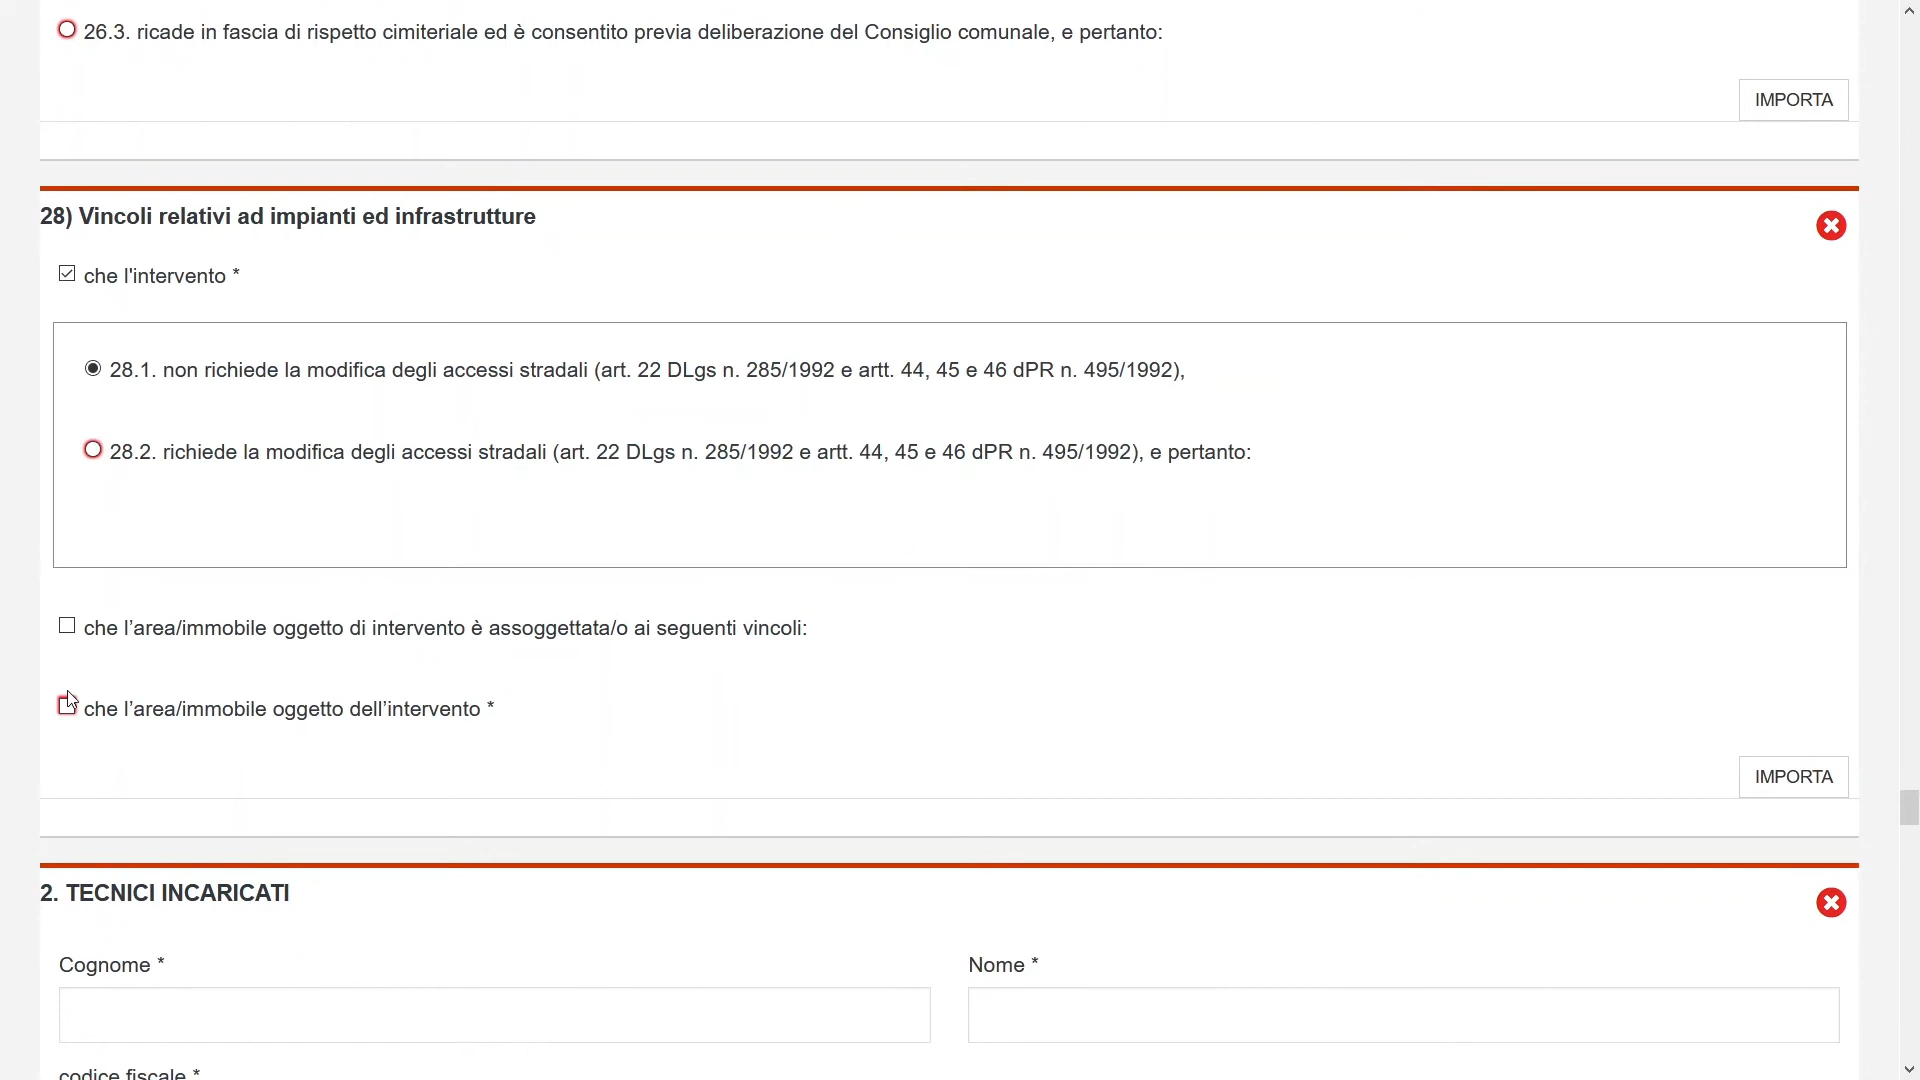 26.3. ricade in fascia di rispetto cimiteriale ed è consentito previa deliberazione del Consiglio comunale, e pertanto:
IMPORTA
28) Vincoli relativi ad impianti ed infrastrutture
che l'intervento *
28.1. non richiede la modifica degli accessi stradali (art. 22 DLgs n. 285/1992 e artt. 44, 45 e 46 dPR n. 495/1992),
28.2. richiede la modifica degli accessi stradali (art. 22 DLgs n. 285/1992 e artt. 44, 45 e 46 dPR n. 495/1992), e pertanto:
che l’area/immobile oggetto di intervento è assoggettata/o ai seguenti vincoli:
che l’area/immobile oggetto dell’intervento *
IMPORTA
2. TECNICI INCARICATI
Cognome *
Nome *
codice fiscale *